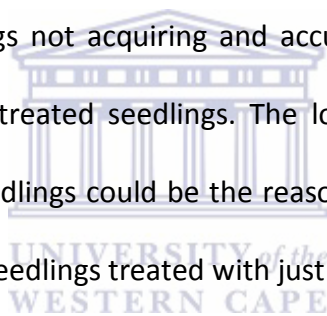 gs not acquiring and accu
treated seedlings. The lo
dlings could be the reaso
UNIVERSITY of the
eedlings treated with just
WESTERN CAPE